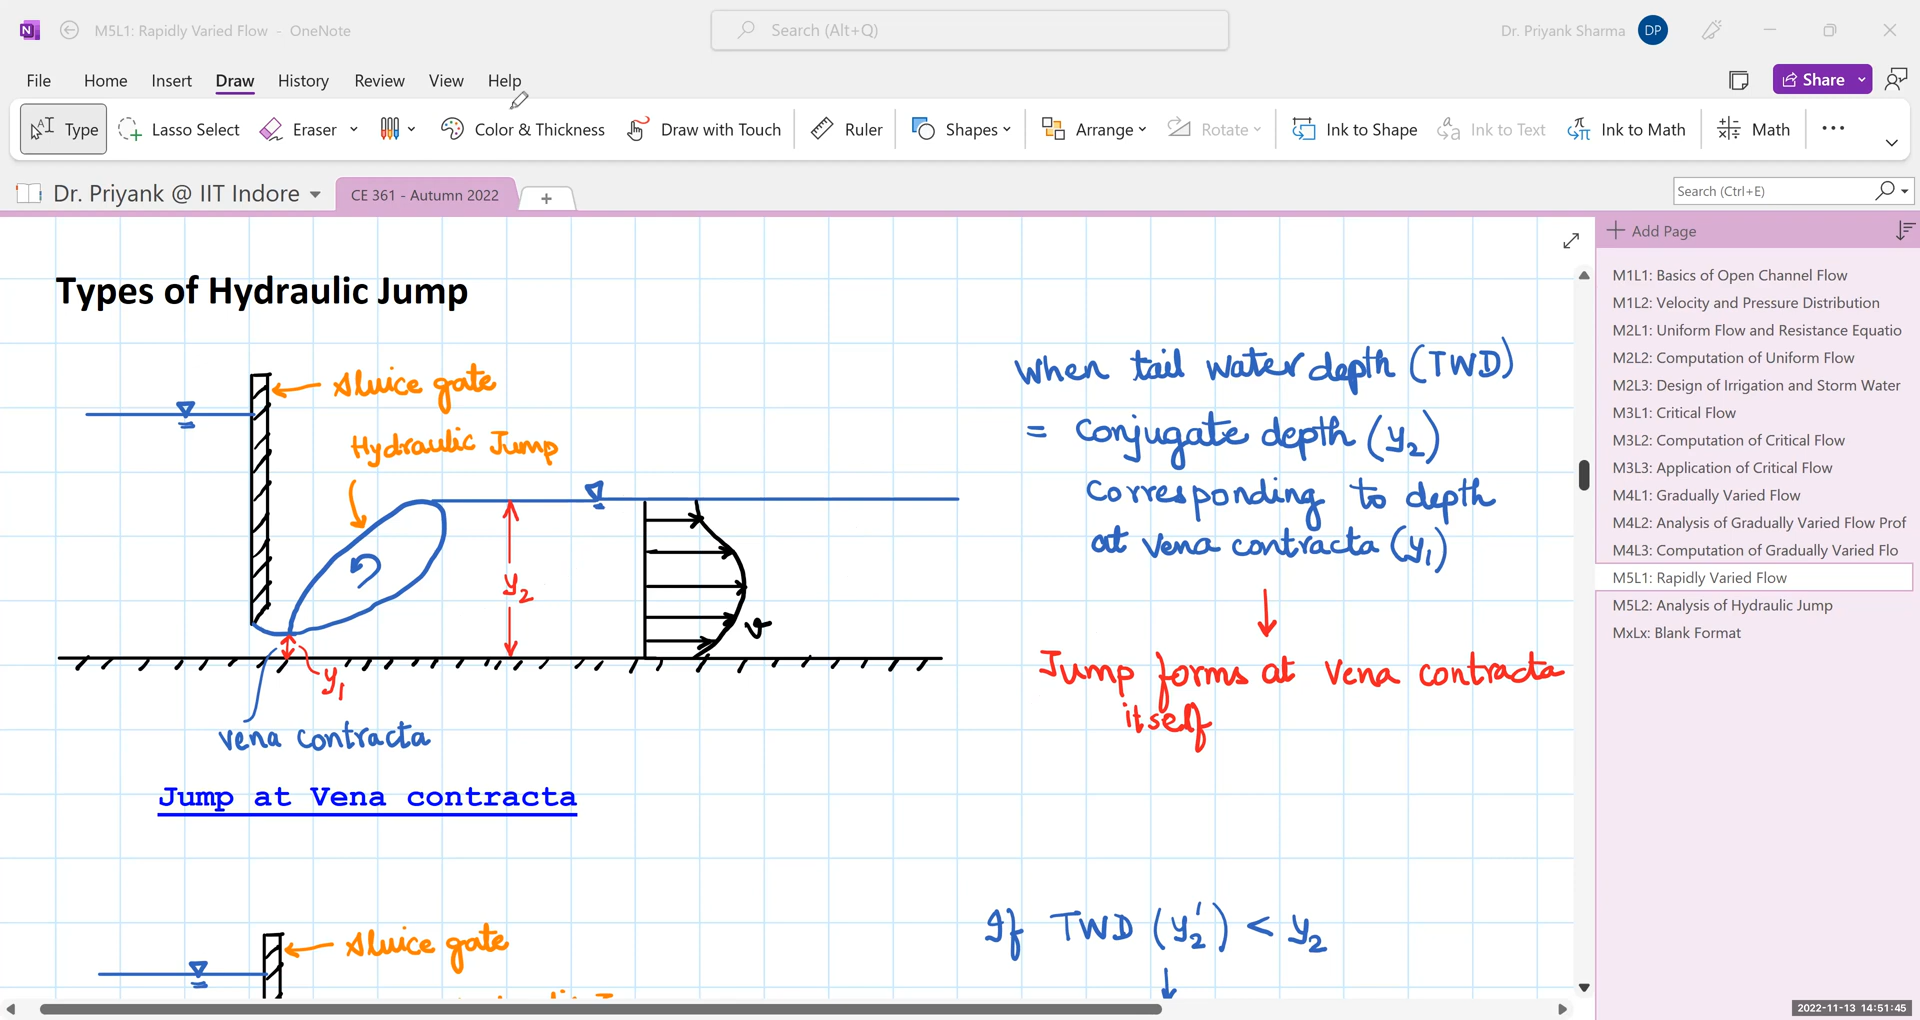 M5L1: Rapidly Varied Flow - OneNote
Search (Alt+Q)
Dr. Priyank Sharma
DP
File Home Insert Draw History Review View Help
Share
Type Lasso Select Eraser Color & Thickness Draw with Touch Ruler Shapes Arrange Rotate Ink to Shape Ink to Text Ink to Math Math
Dr. Priyank @ IIT Indore
CE 361 - Autumn 2022
Search (Ctrl+E)
Add Page
M1L1: Basics of Open Channel Flow
M1L2: Velocity and Pressure Distribution
M2L1: Uniform Flow and Resistance Equatio
M2L2: Computation of Uniform Flow
M2L3: Design of Irrigation and Storm Water
M3L1: Critical Flow
M3L2: Computation of Critical Flow
M3L3: Application of Critical Flow
M4L1: Gradually Varied Flow
M4L2: Analysis of Gradually Varied Flow Prof
M4L3: Computation of Gradually Varied Flo
M5L1: Rapidly Varied Flow
M5L2: Analysis of Hydraulic Jump
MxLx: Blank Format
Types of Hydraulic Jump
Sluice gate
Hydraulic Jump
y₂
v
y₁
vena contracta
Jump at Vena contracta
When tail water depth (TWD)
= conjugate depth (y₂)
corresponding to depth
at vena contracta (y₁)
Jump forms at vena contracta
itself
Sluice gate
If TWD (y₂') < y₂
2022-11-13 14:51:45